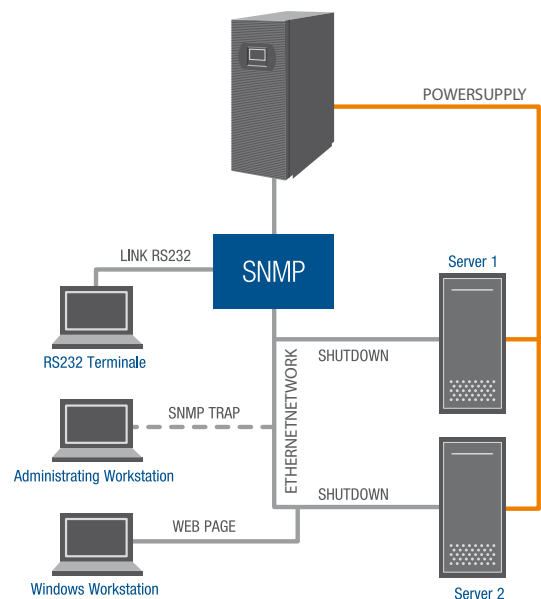 POWERSUPPLY
LINK RS232
SNMP
Server 1
RS232 Terminale
SHUTDOWN
ETHERNETNETWORK
SNMP TRAP
Administrating Workstation
SHUTDOWN
WEB PAGE
Windows Workstation
Server 2